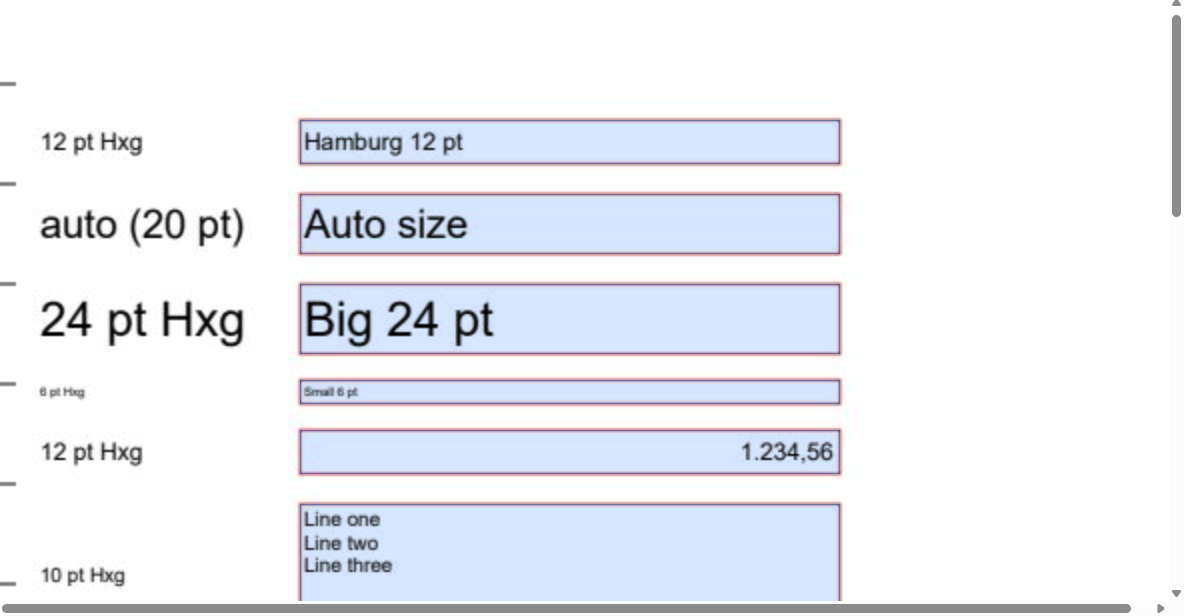 12 pt Hxg Hamburg 12 pt
auto (20 pt) Auto size
24 pt Hxg Big 24 pt
6 pt Hxg Small 6 pt
12 pt Hxg 1.234,56
Line one
Line two
Line three
10 pt Hxg